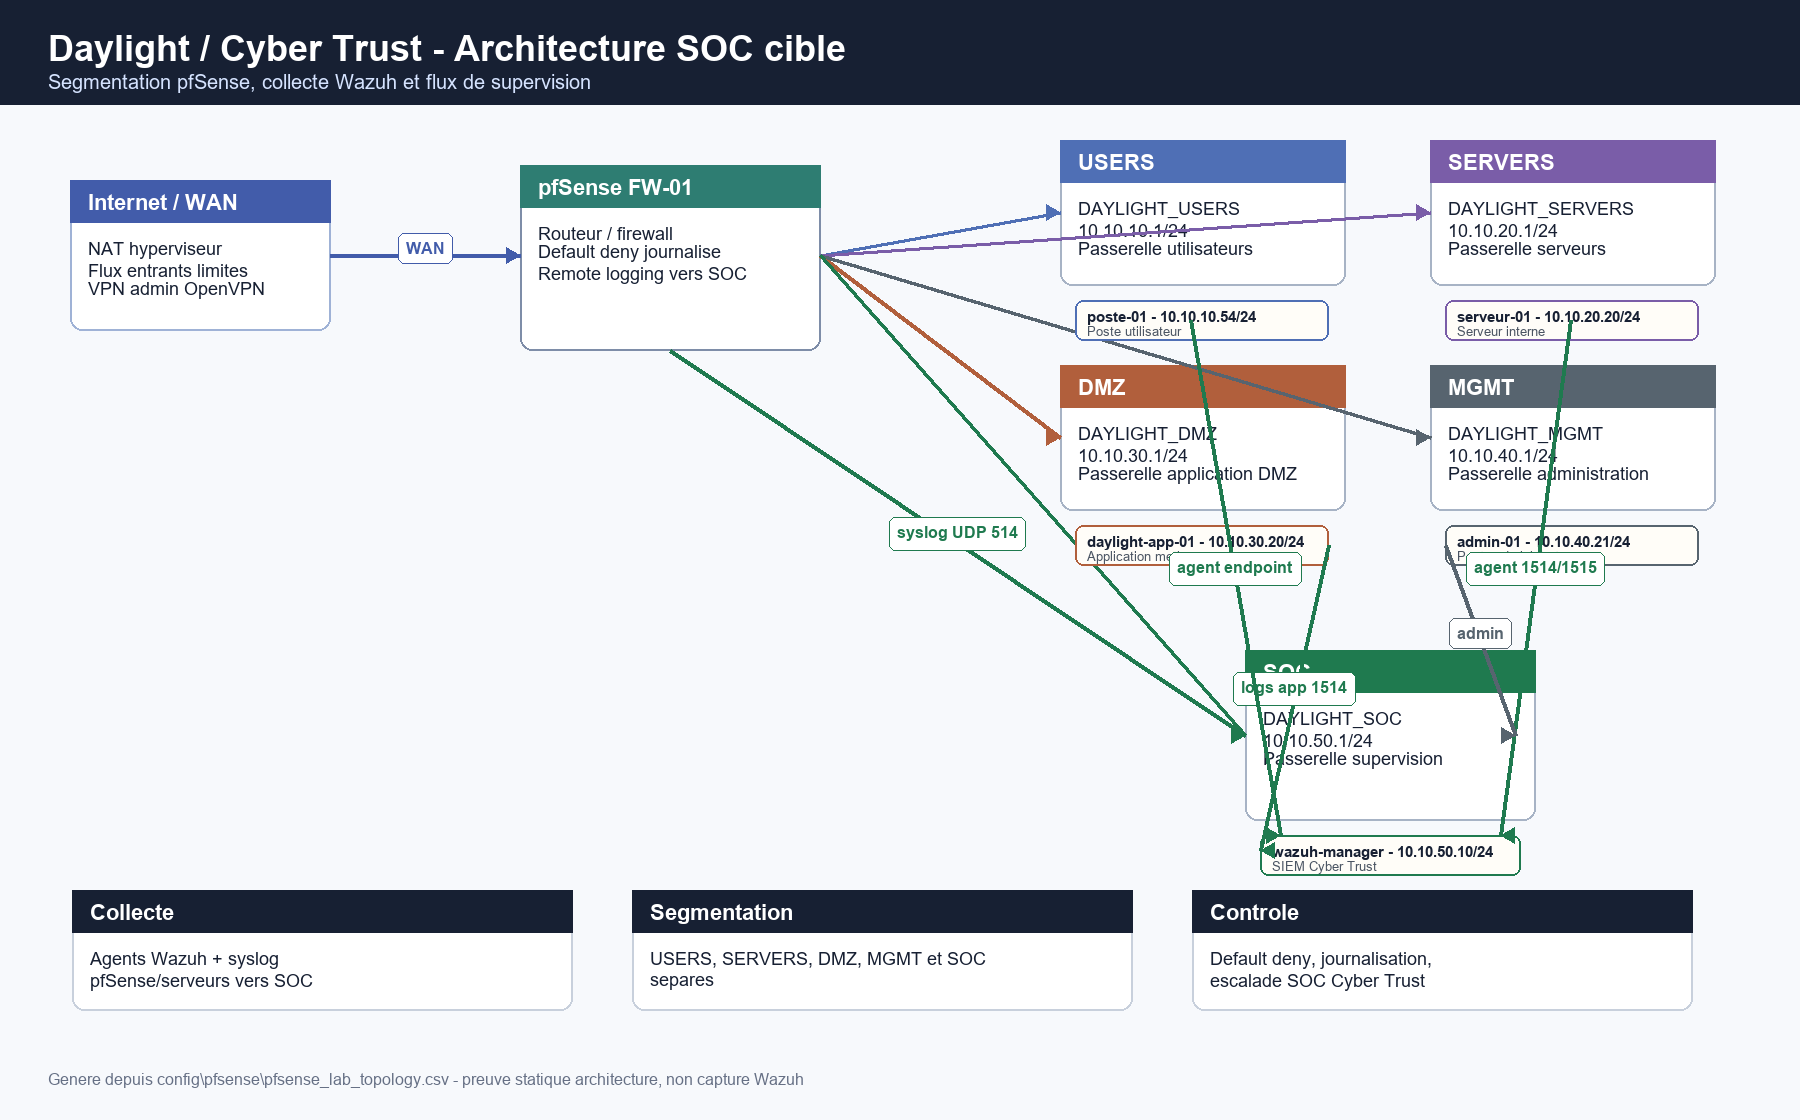 Daylight / Cyber Trust - Architecture SOC cible
Segmentation pfSense, collecte Wazuh et flux de supervision
Internet / WAN
NAT hyperviseur
Flux entrants limites
VPN admin OpenVPN
WAN
pfSense FW-01
Routeur / firewall
Default deny journalise
Remote logging vers SOC
USERS
DAYLIGHT_USERS
10.10.10.1/24
Passerelle utilisateurs
poste-01 - 10.10.10.54/24
Poste utilisateur
SERVERS
DAYLIGHT_SERVERS
10.10.20.1/24
Passerelle serveurs
serveur-01 - 10.10.20.20/24
Serveur interne
DMZ
DAYLIGHT_DMZ
10.10.30.1/24
Passerelle application DMZ
daylight-app-01 - 10.10.30.20/24
Application
agent endpoint
MGMT
DAYLIGHT_MGMT
10.10.40.1/24
Passerelle administration
admin-01 - 10.10.40.21/24
agent 1514/1515
syslog UDP 514
admin
SOC
logs app 1514
DAYLIGHT_SOC
10.10.50.1/24
Passerelle supervision
wazuh-manager - 10.10.50.10/24
SIEM Cyber Trust
Collecte
Agents Wazuh + syslog
pfSense/serveurs vers SOC
Segmentation
USERS, SERVERS, DMZ, MGMT et SOC
separes
Controle
Default deny, journalisation,
escalade SOC Cyber Trust
Genere depuis config\pfsense\pfsense_lab_topology.csv - preuve statique architecture, non capture Wazuh